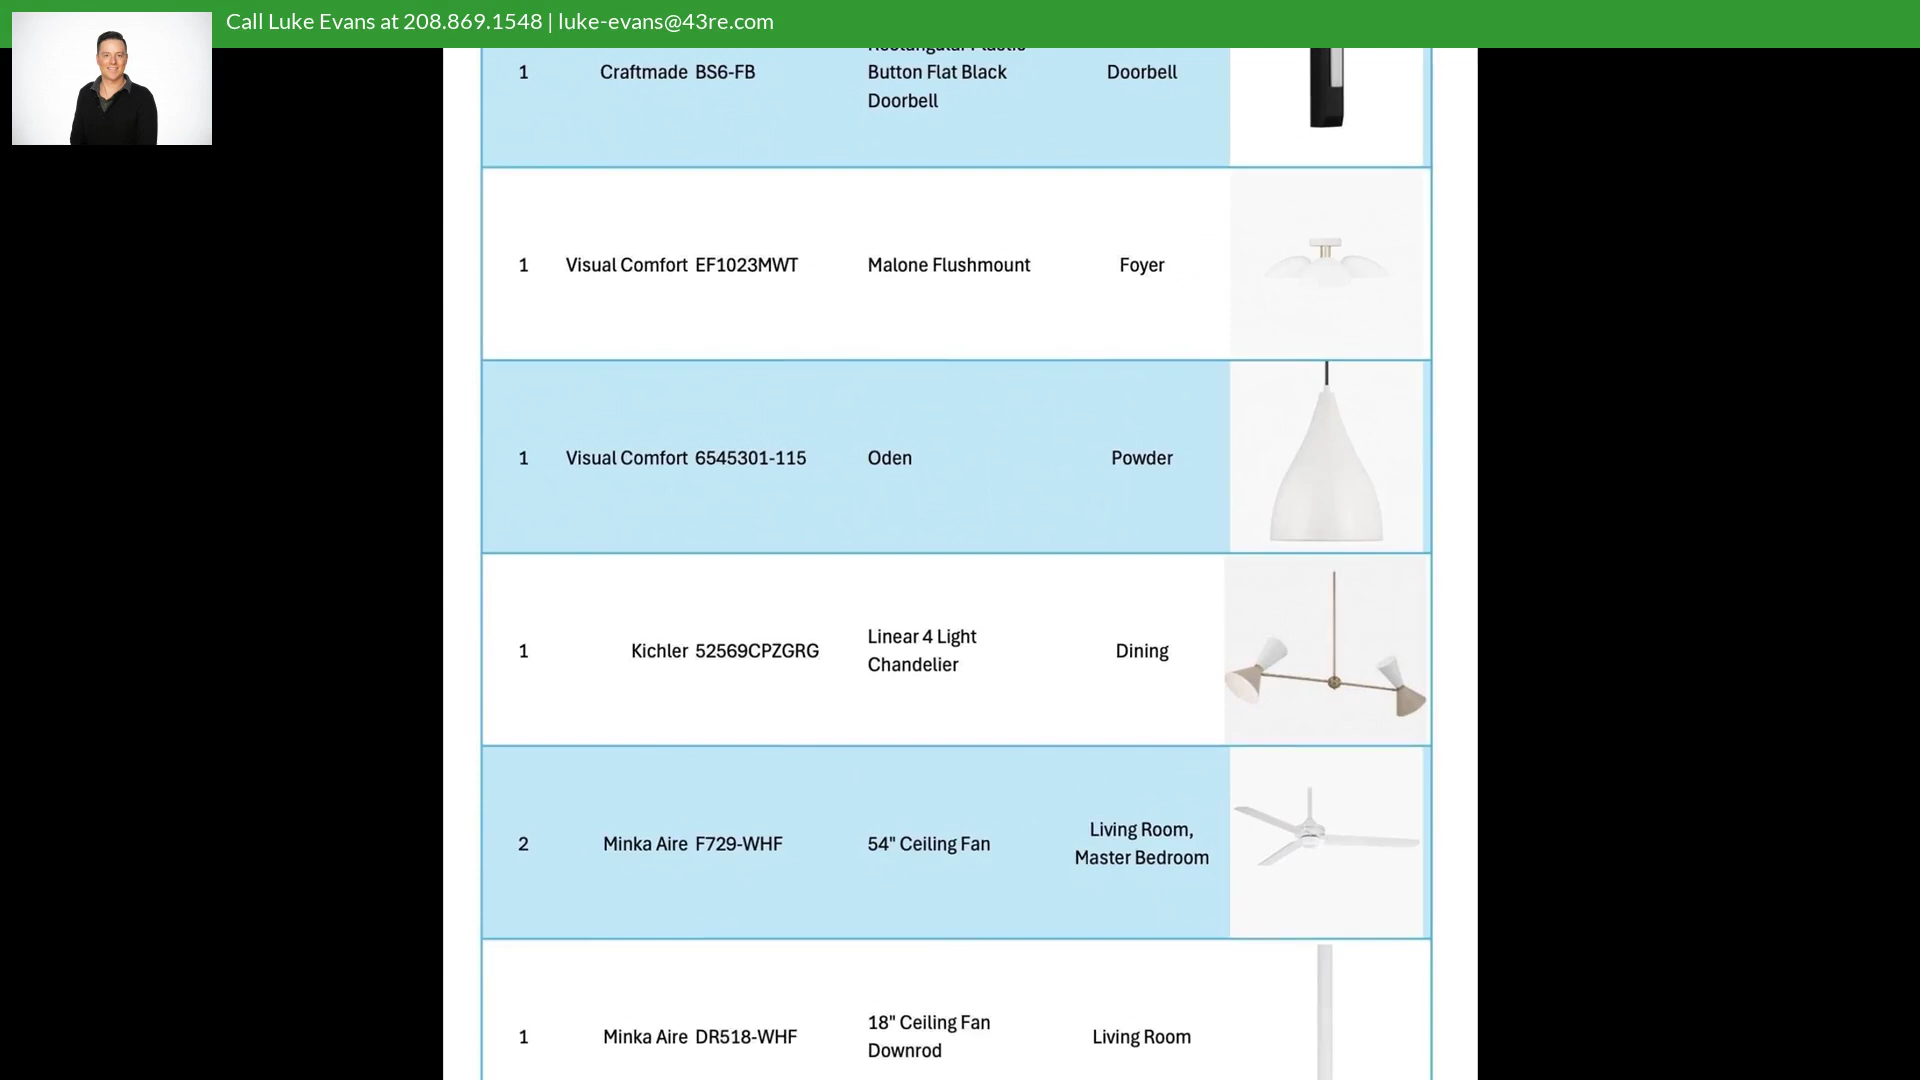 Call Luke Evans at 208.869.1548 | luke-evans@43re.com
Rectangular Plastic
1 Craftmade BS6-FB Button Flat Black Doorbell
Doorbell
1 Visual Comfort EF1023MWT Malone Flushmount Foyer
1 Visual Comfort 6545301-115 Oden Powder
Linear 4 Light
1 Kichler 52569CPZGRG Dining
Chandelier
Living Room,
2 Minka Aire F729-WHF 54" Ceiling Fan
Master Bedroom
18" Ceiling Fan
1 Minka Aire DR518-WHF Living Room
Downrod